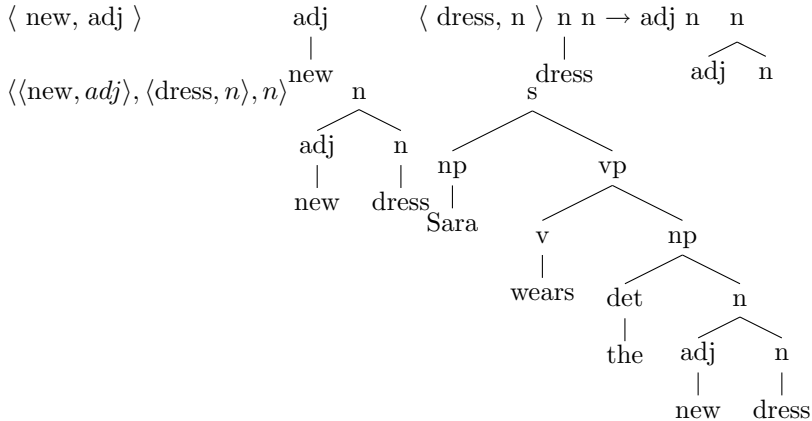 ⟨ new, adj ⟩ adj ⟨ dress, n ⟩ n n → adj n n
new dress adj n
⟨⟨new, adj⟩, ⟨dress, n⟩, n⟩ n s
adj n np vp
new dress Sara v np
wears det n
the adj n
new dress